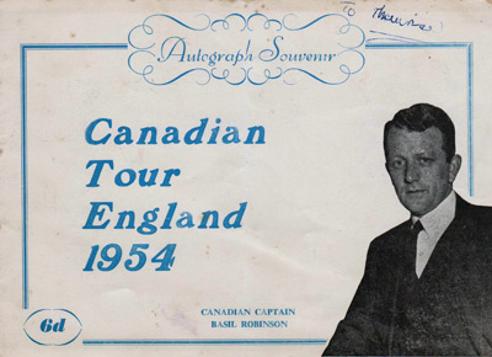 To
Autograph Souvenir
Canadian
Tour
England
1954
CANADIAN CAPTAIN
BASIL ROBINSON
6d